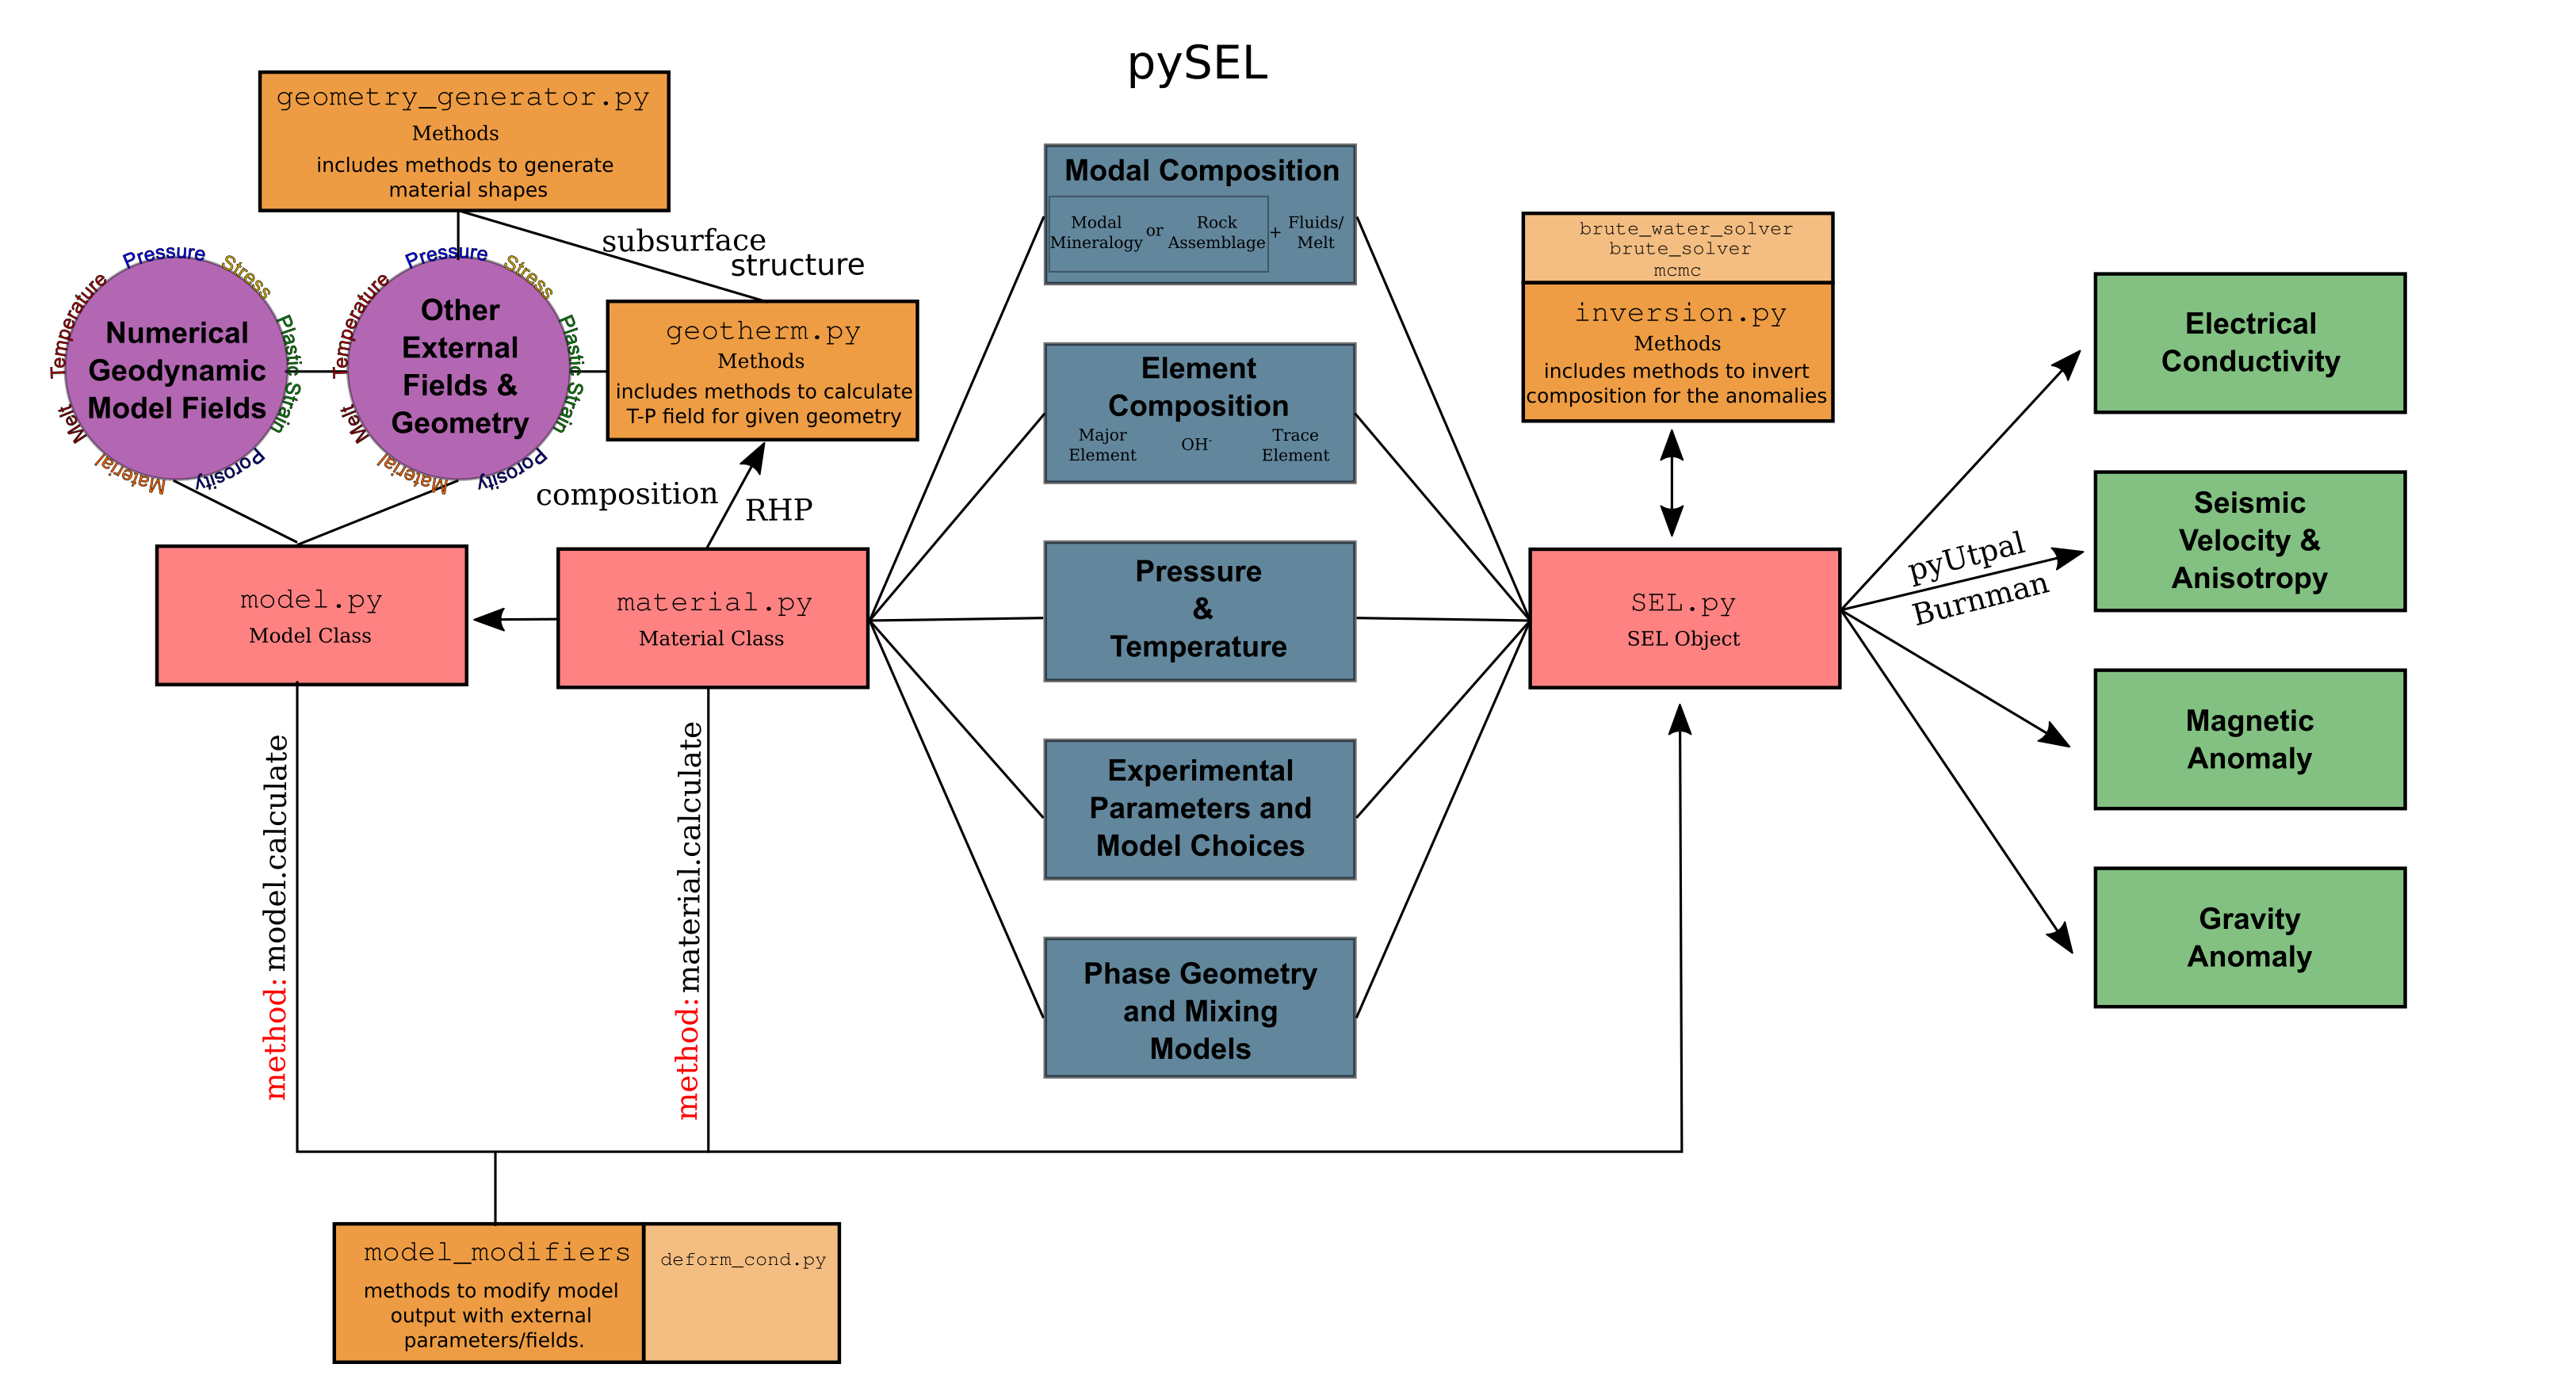 pySEL
geometry_generator.py
Methods
includes methods to generate
material shapes
subsurface
structure
Pressure
Stress
Plastic Strain
Porosity
Material
Melt
Temperature
Numerical
Geodynamic
Model Fields
Pressure
Stress
Plastic Strain
Porosity
Material
Melt
Temperature
Other
External
Fields &
Geometry
geotherm.py
Methods
includes methods to calculate
T-P field for given geometry
composition
RHP
model.py
Model Class
material.py
Material Class
method: model.calculate
method: material.calculate
model_modifiers
methods to modify model
output with external
parameters/fields.
deform_cond.py
Modal Composition
Modal
Mineralogy
or
Rock
Assemblage
+
Fluids/
Melt
Element
Composition
Major
Element
OH-
Trace
Element
Pressure
&
Temperature
Experimental
Parameters and
Model Choices
Phase Geometry
and Mixing
Models
brute_water_solver
brute_solver
mcmc
inversion.py
Methods
includes methods to invert
composition for the anomalies
SEL.py
SEL Object
pyUtpal
Burnman
Electrical
Conductivity
Seismic
Velocity &
Anisotropy
Magnetic
Anomaly
Gravity
Anomaly